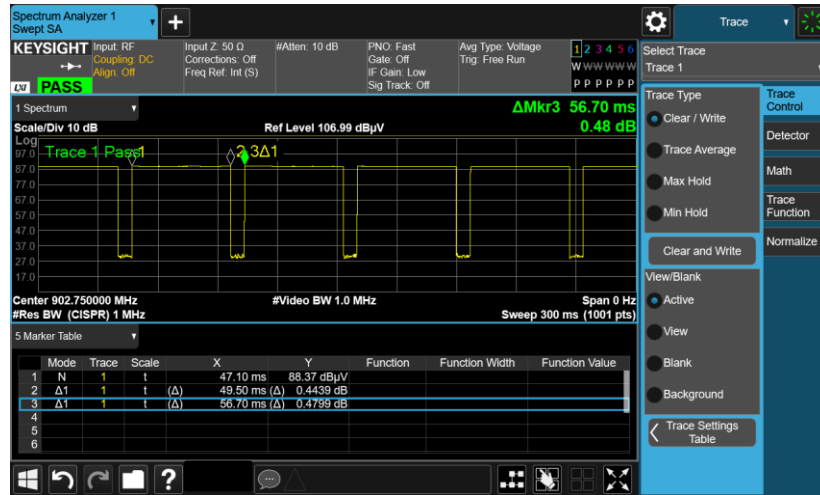 Spectrum Analyzer 1
Swept SA
+
Trace
KEYSIGHT
Input: RF
Coupling: DC
Align: Off
Input Z: 50 Ω
Corrections: Off
Freq Ref: Int (S)
#Atten: 10 dB
PNO: Fast
Gate: Off
IF Gain: Low
Sig Track: Off
Avg Type: Voltage
Trig: Free Run
1 2 3 4 5 6
W W W W W W
P P P P P P
LXI PASS
Select Trace
Trace 1
1 Spectrum
ΔMkr3 56.70 ms
0.48 dB
Scale/Div 10 dB
Ref Level 106.99 dBµV
Log
Trace 1 Pass
1
2
3Δ1
97.0
87.0
77.0
67.0
57.0
47.0
37.0
27.0
17.0
Center 902.750000 MHz
#Video BW 1.0 MHz
Span 0 Hz
#Res BW (CISPR) 1 MHz
Sweep 300 ms (1001 pts)
5 Marker Table
Mode Trace Scale X Y Function Function Width Function Value
1 N 1 t 47.10 ms 88.37 dBµV
2 Δ1 1 t (Δ) 49.50 ms (Δ) 0.4439 dB
3 Δ1 1 t (Δ) 56.70 ms (Δ) 0.4799 dB
4
5
6
?
Trace Type
Clear / Write
Trace Average
Max Hold
Min Hold
Clear and Write
View/Blank
Active
View
Blank
Background
Trace Settings
Table
Trace
Control
Detector
Math
Trace
Function
Normalize